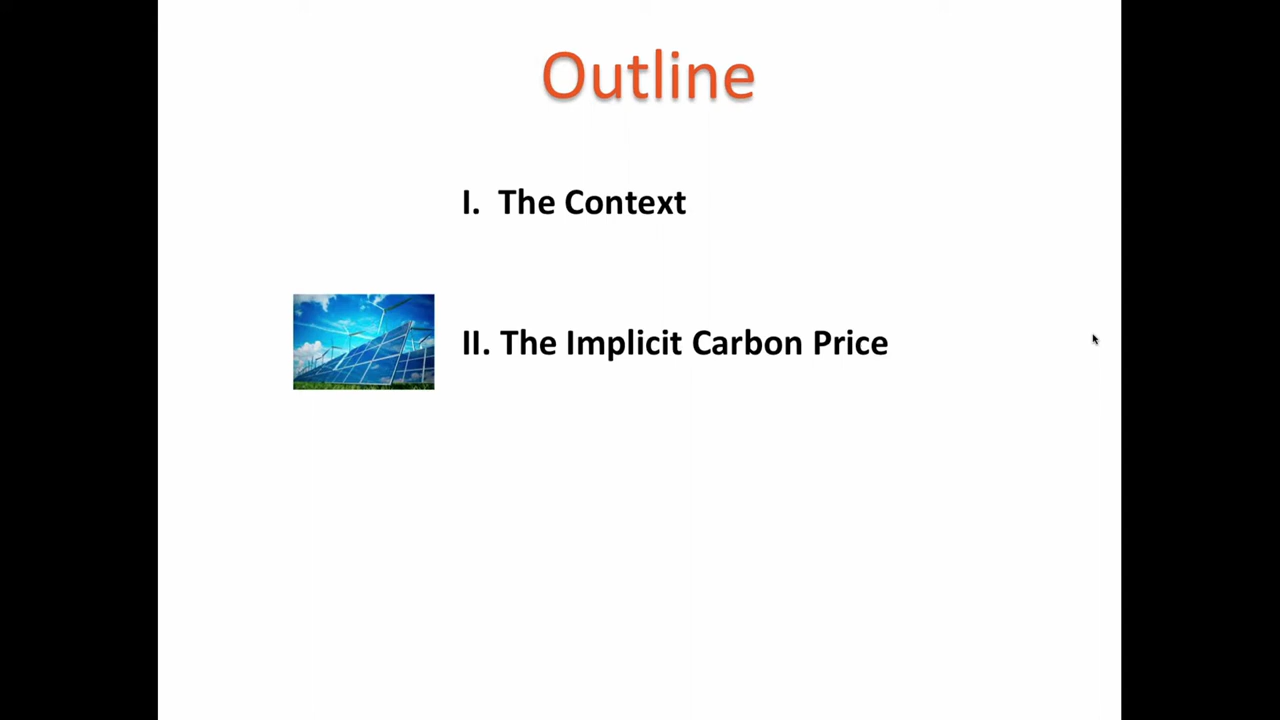 Outline
I. The Context
II. The Implicit Carbon Price